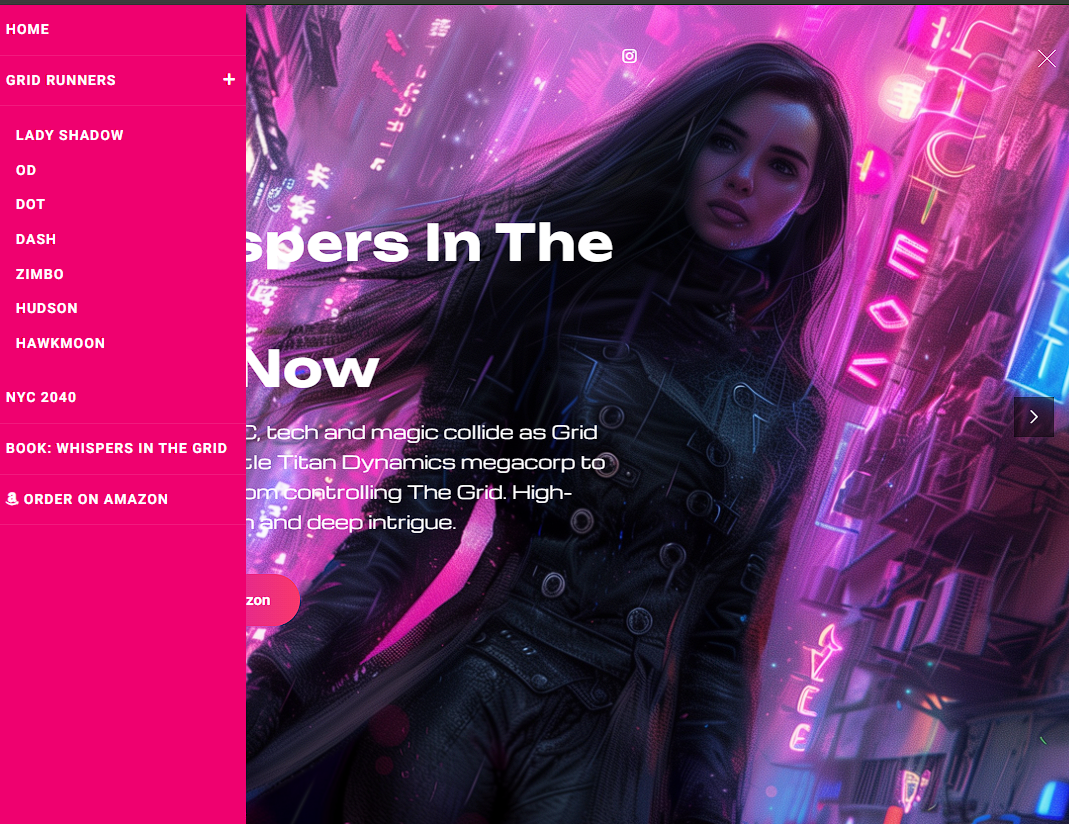 HOME
GRID RUNNERS +
LADY SHADOW
OD
DOT
DASH
ZIMBO
HUDSON
HAWKMOON
NYC 2040
BOOK: WHISPERS IN THE GRID
ORDER ON AMAZON
spers In The
Now
C, tech and magic collide as Grid
tle Titan Dynamics megacorp to
om controlling The Grid. High-
n and deep intrigue.
zon